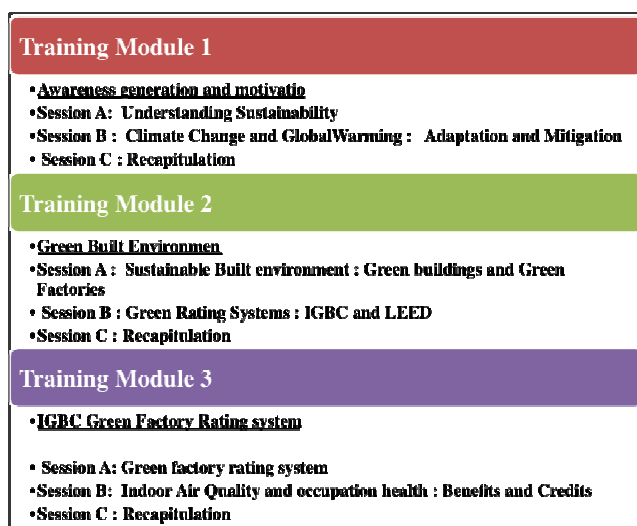 Training Module 1
•Awareness generation and motivatio
•Session A: Understanding Sustainability
•Session B : Climate Change and GlobalWarming : Adaptation and Mitigation
• Session C : Recapitulation
Training Module 2
•Green Built Environmen
•Session A : Sustainable Built environment : Green buildings and Green
Factories
• Session B : Green Rating Systems : IGBC and LEED
•Session C : Recapitulation
Training Module 3
•IGBC Green Factory Rating system
• Session A: Green factory rating system
•Session B: Indoor Air Quality and occupation health : Benefits and Credits
•Session C : Recapitulation